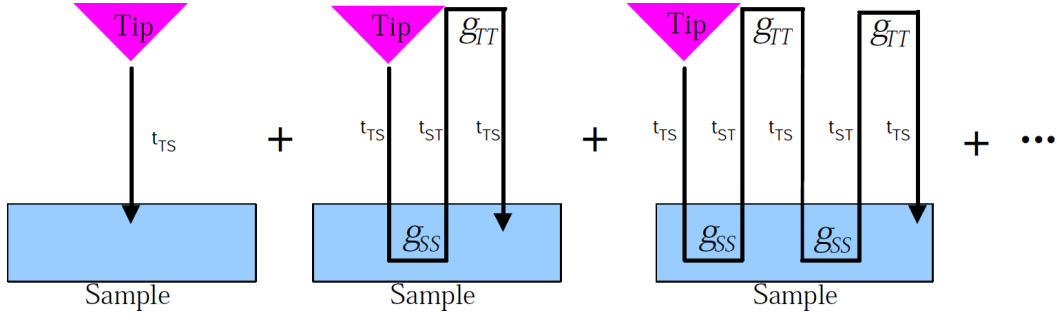 Tip
t_TS
Sample
+
Tip
g_TT
t_TS t_ST t_TS
g_SS
Sample
+
Tip
g_TT g_TT
t_TS t_ST t_TS t_ST t_TS
g_SS g_SS
Sample
+ ...